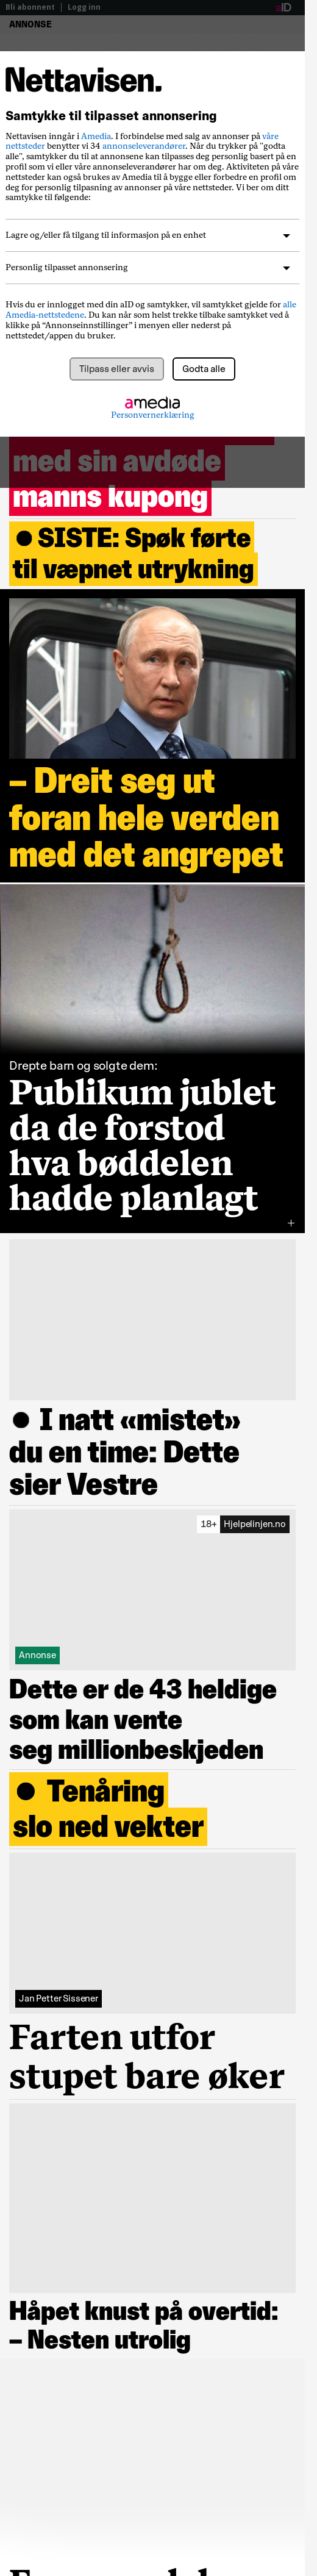 Bli abonnent | Logg inn
aID
ANNONSE
Nettavisen.
Samtykke til tilpasset annonsering
Nettavisen inngår i Amedia. I forbindelse med salg av annonser på våre
nettsteder benytter vi 34 annonseleverandører. Når du trykker på "godta
alle", samtykker du til at annonsene kan tilpasses deg personlig basert på en
profil som vi eller våre annonseleverandører har om deg. Aktiviteten på våre
nettsteder kan også brukes av Amedia til å bygge eller forbedre en profil om
deg for personlig tilpasning av annonser på våre nettsteder. Vi ber om ditt
samtykke til følgende:
Lagre og/eller få tilgang til informasjon på en enhet
Personlig tilpasset annonsering
Hvis du er innlogget med din aID og samtykker, vil samtykket gjelde for alle
Amedia-nettstedene. Du kan når som helst trekke tilbake samtykket ved å
klikke på “Annonseinnstillinger” i menyen eller nederst på
nettstedet/appen du bruker.
Tilpass eller avvis
Godta alle
amedia
Personvernerklæring
med sin avdøde
manns kupong
● SISTE: Spøk førte
til væpnet utrykning
– Dreit seg ut
foran hele verden
med det angrepet
Drepte barn og solgte dem:
Publikum jublet
da de forstod
hva bøddelen
hadde planlagt
+
● I natt «mistet»
du en time: Dette
sier Vestre
18+ Hjelpelinjen.no
Annonse
Dette er de 43 heldige
som kan vente
seg millionbeskjeden
● Tenåring
slo ned vekter
Jan Petter Sissener
Farten utfor
stupet bare øker
Håpet knust på overtid:
– Nesten utrolig